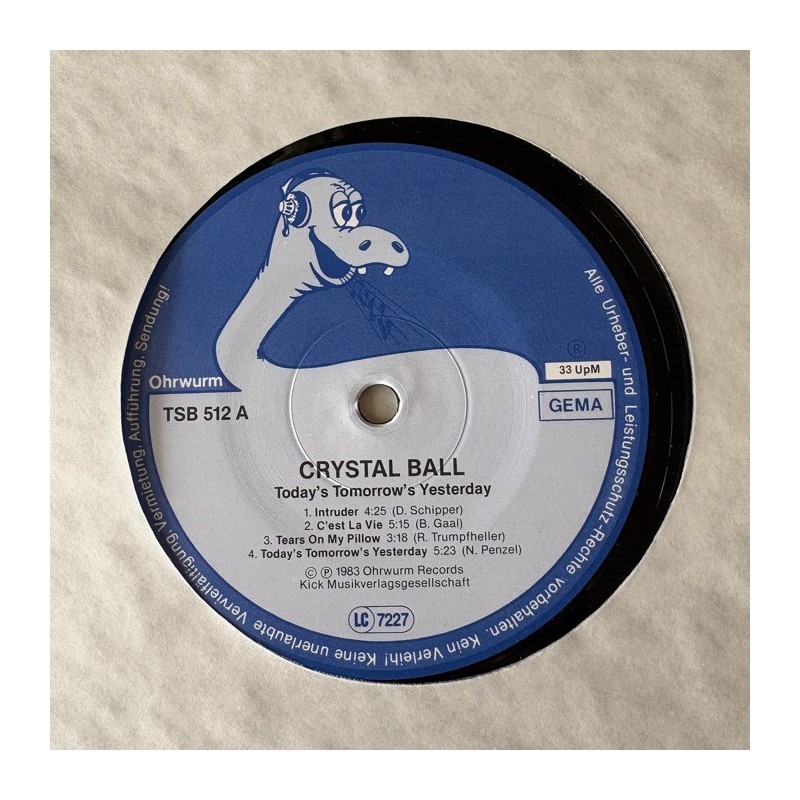 Ohrwurm
TSB 512 A
®
33 UpM
GEMA
CRYSTAL BALL
Today's Tomorrow's Yesterday
1. Intruder 4:25 (D. Schipper)
2. C'est La Vie 5:15 (B. Gaal)
3. Tears On My Pillow 3:18 (R. Trumpfheller)
4. Today's Tomorrow's Yesterday 5:23 (N. Penzel)
© ℗ 1983 Ohrwurm Records
Kick Musikverlagsgesellschaft
LC 7227
Alle Urheber- und Leistungsschutz-Rechte vorbehalten. Kein Verleih! Keine unerlaubte Vervielfältigung, Vermietung, Aufführung, Sendung!